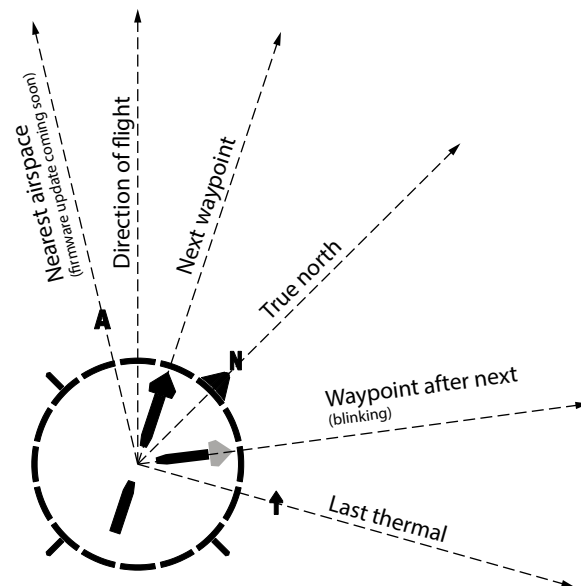 Nearest airspace
(firmware update coming soon)
Direction of flight
Next waypoint
True north
A
N
Waypoint after next
(blinking)
Last thermal